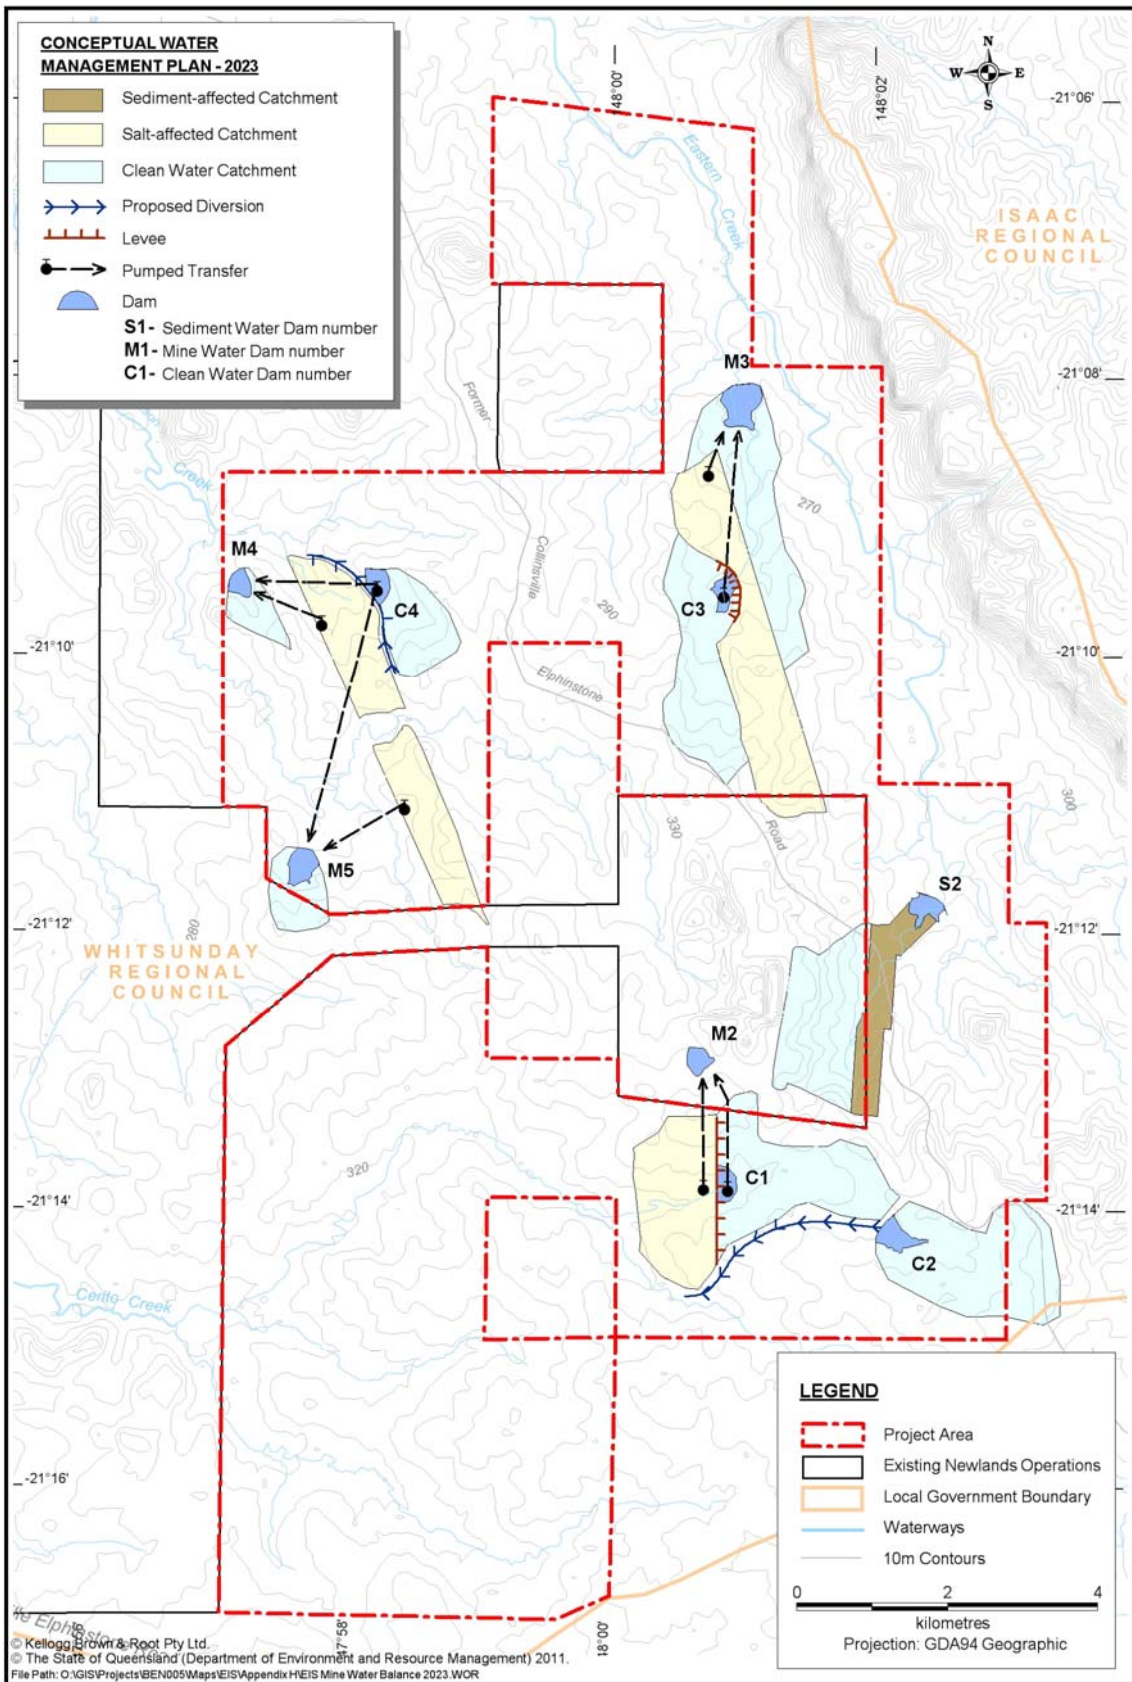 CONCEPTUAL WATER
MANAGEMENT PLAN - 2023
Sediment-affected Catchment
Salt-affected Catchment
Clean Water Catchment
Proposed Diversion
Levee
Pumped Transfer
Dam
S1- Sediment Water Dam number
M1- Mine Water Dam number
C1- Clean Water Dam number
148°00'
148°02'
N
W E
S
-21°06'
Eastern
Creek
ISAAC
REGIONAL
COUNCIL
M3
-21°08'
Former
Creek
270
M4
Collinsville
C4
C3
290
-21°10'
-21°10'
Elphinstone
300
330
Road
M5
S2
280
-21°12'
-21°12'
WHITSUNDAY
REGIONAL
COUNCIL
M2
320
C1
-21°14'
-21°14'
C2
Cerito Creek
LEGEND
Project Area
Existing Newlands Operations
Local Government Boundary
Waterways
10m Contours
0 2 4
kilometres
Projection: GDA94 Geographic
-21°16'
Elphinstone
© Kellogg Brown & Root Pty Ltd.
© The State of Queensland (Department of Environment and Resource Management) 2011.
File Path: O:\GIS\Projects\BEN005\Maps\EIS\Appendix H\EIS Mine Water Balance 2023.WOR